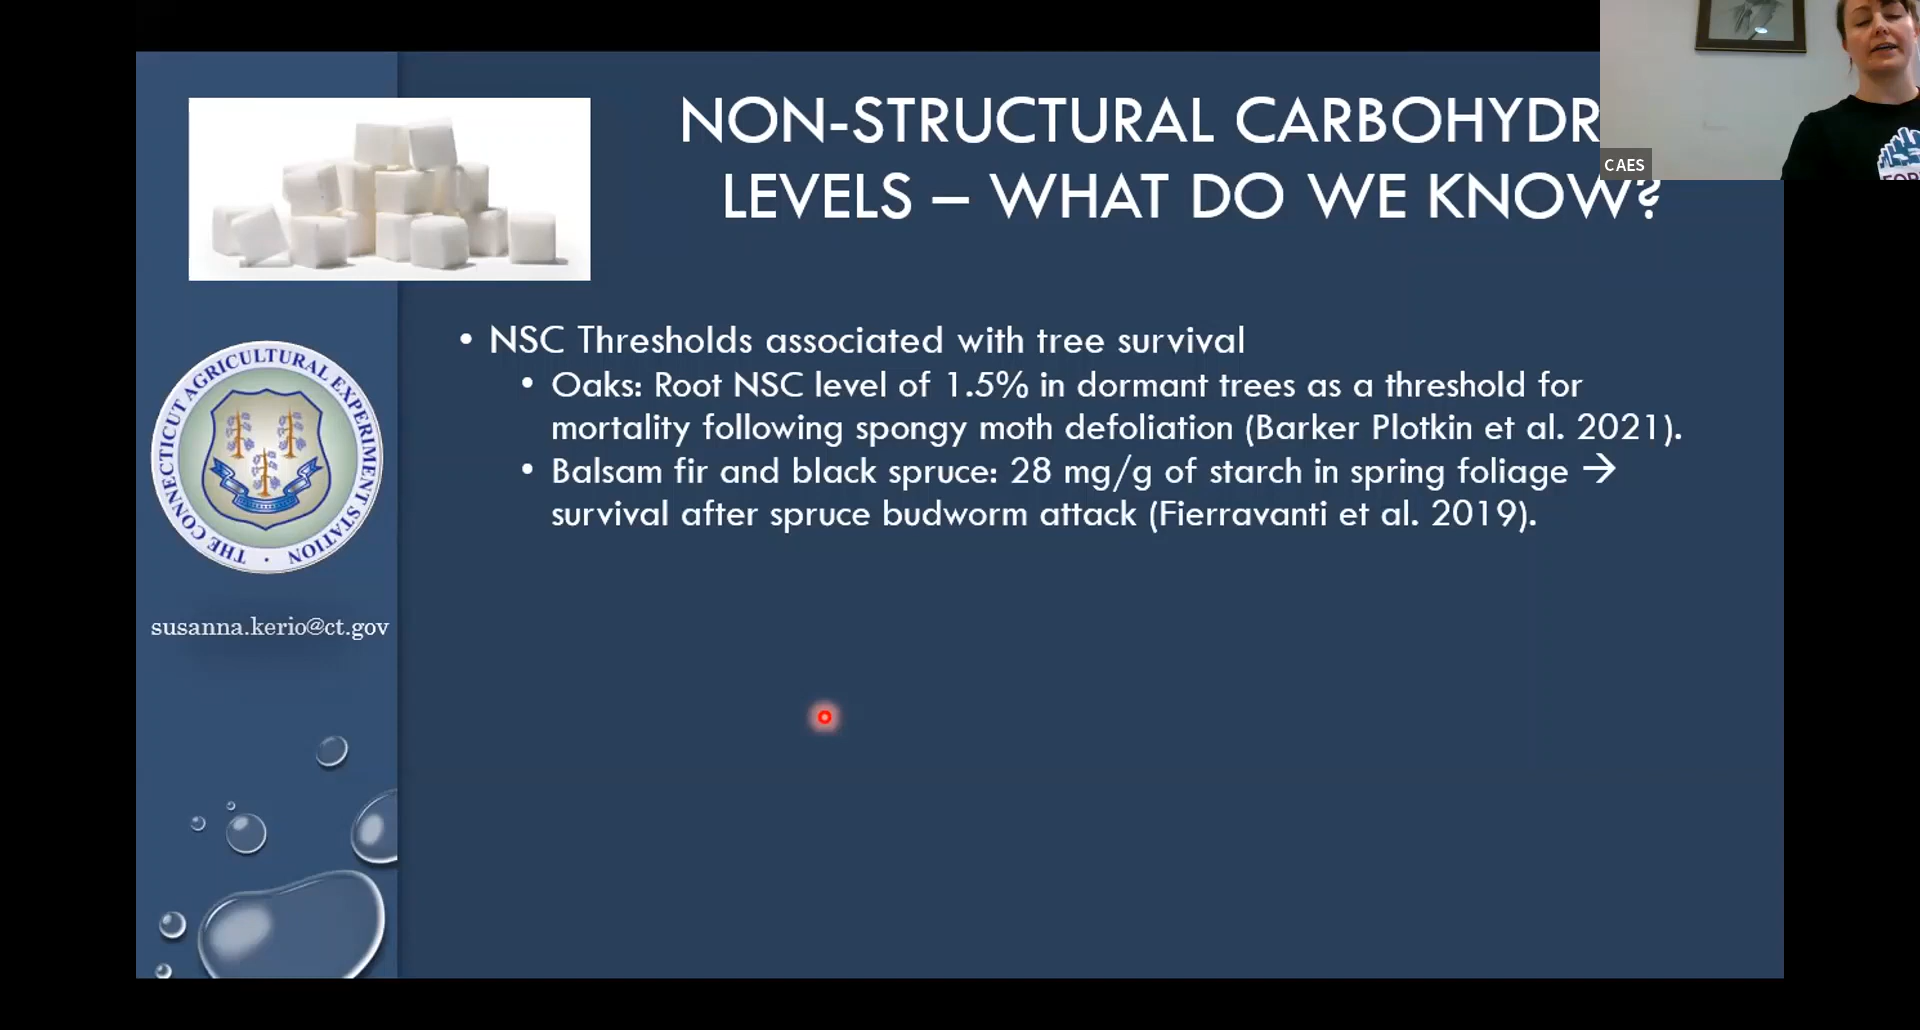 NON-STRUCTURAL CARBOHYDR
LEVELS – WHAT DO WE KNOW?
CAES
• NSC Thresholds associated with tree survival
• Oaks: Root NSC level of 1.5% in dormant trees as a threshold for
mortality following spongy moth defoliation (Barker Plotkin et al. 2021).
• Balsam fir and black spruce: 28 mg/g of starch in spring foliage →
survival after spruce budworm attack (Fierravanti et al. 2019).
THE CONNECTICUT AGRICULTURAL EXPERIMENT STATION
susanna.kerio@ct.gov